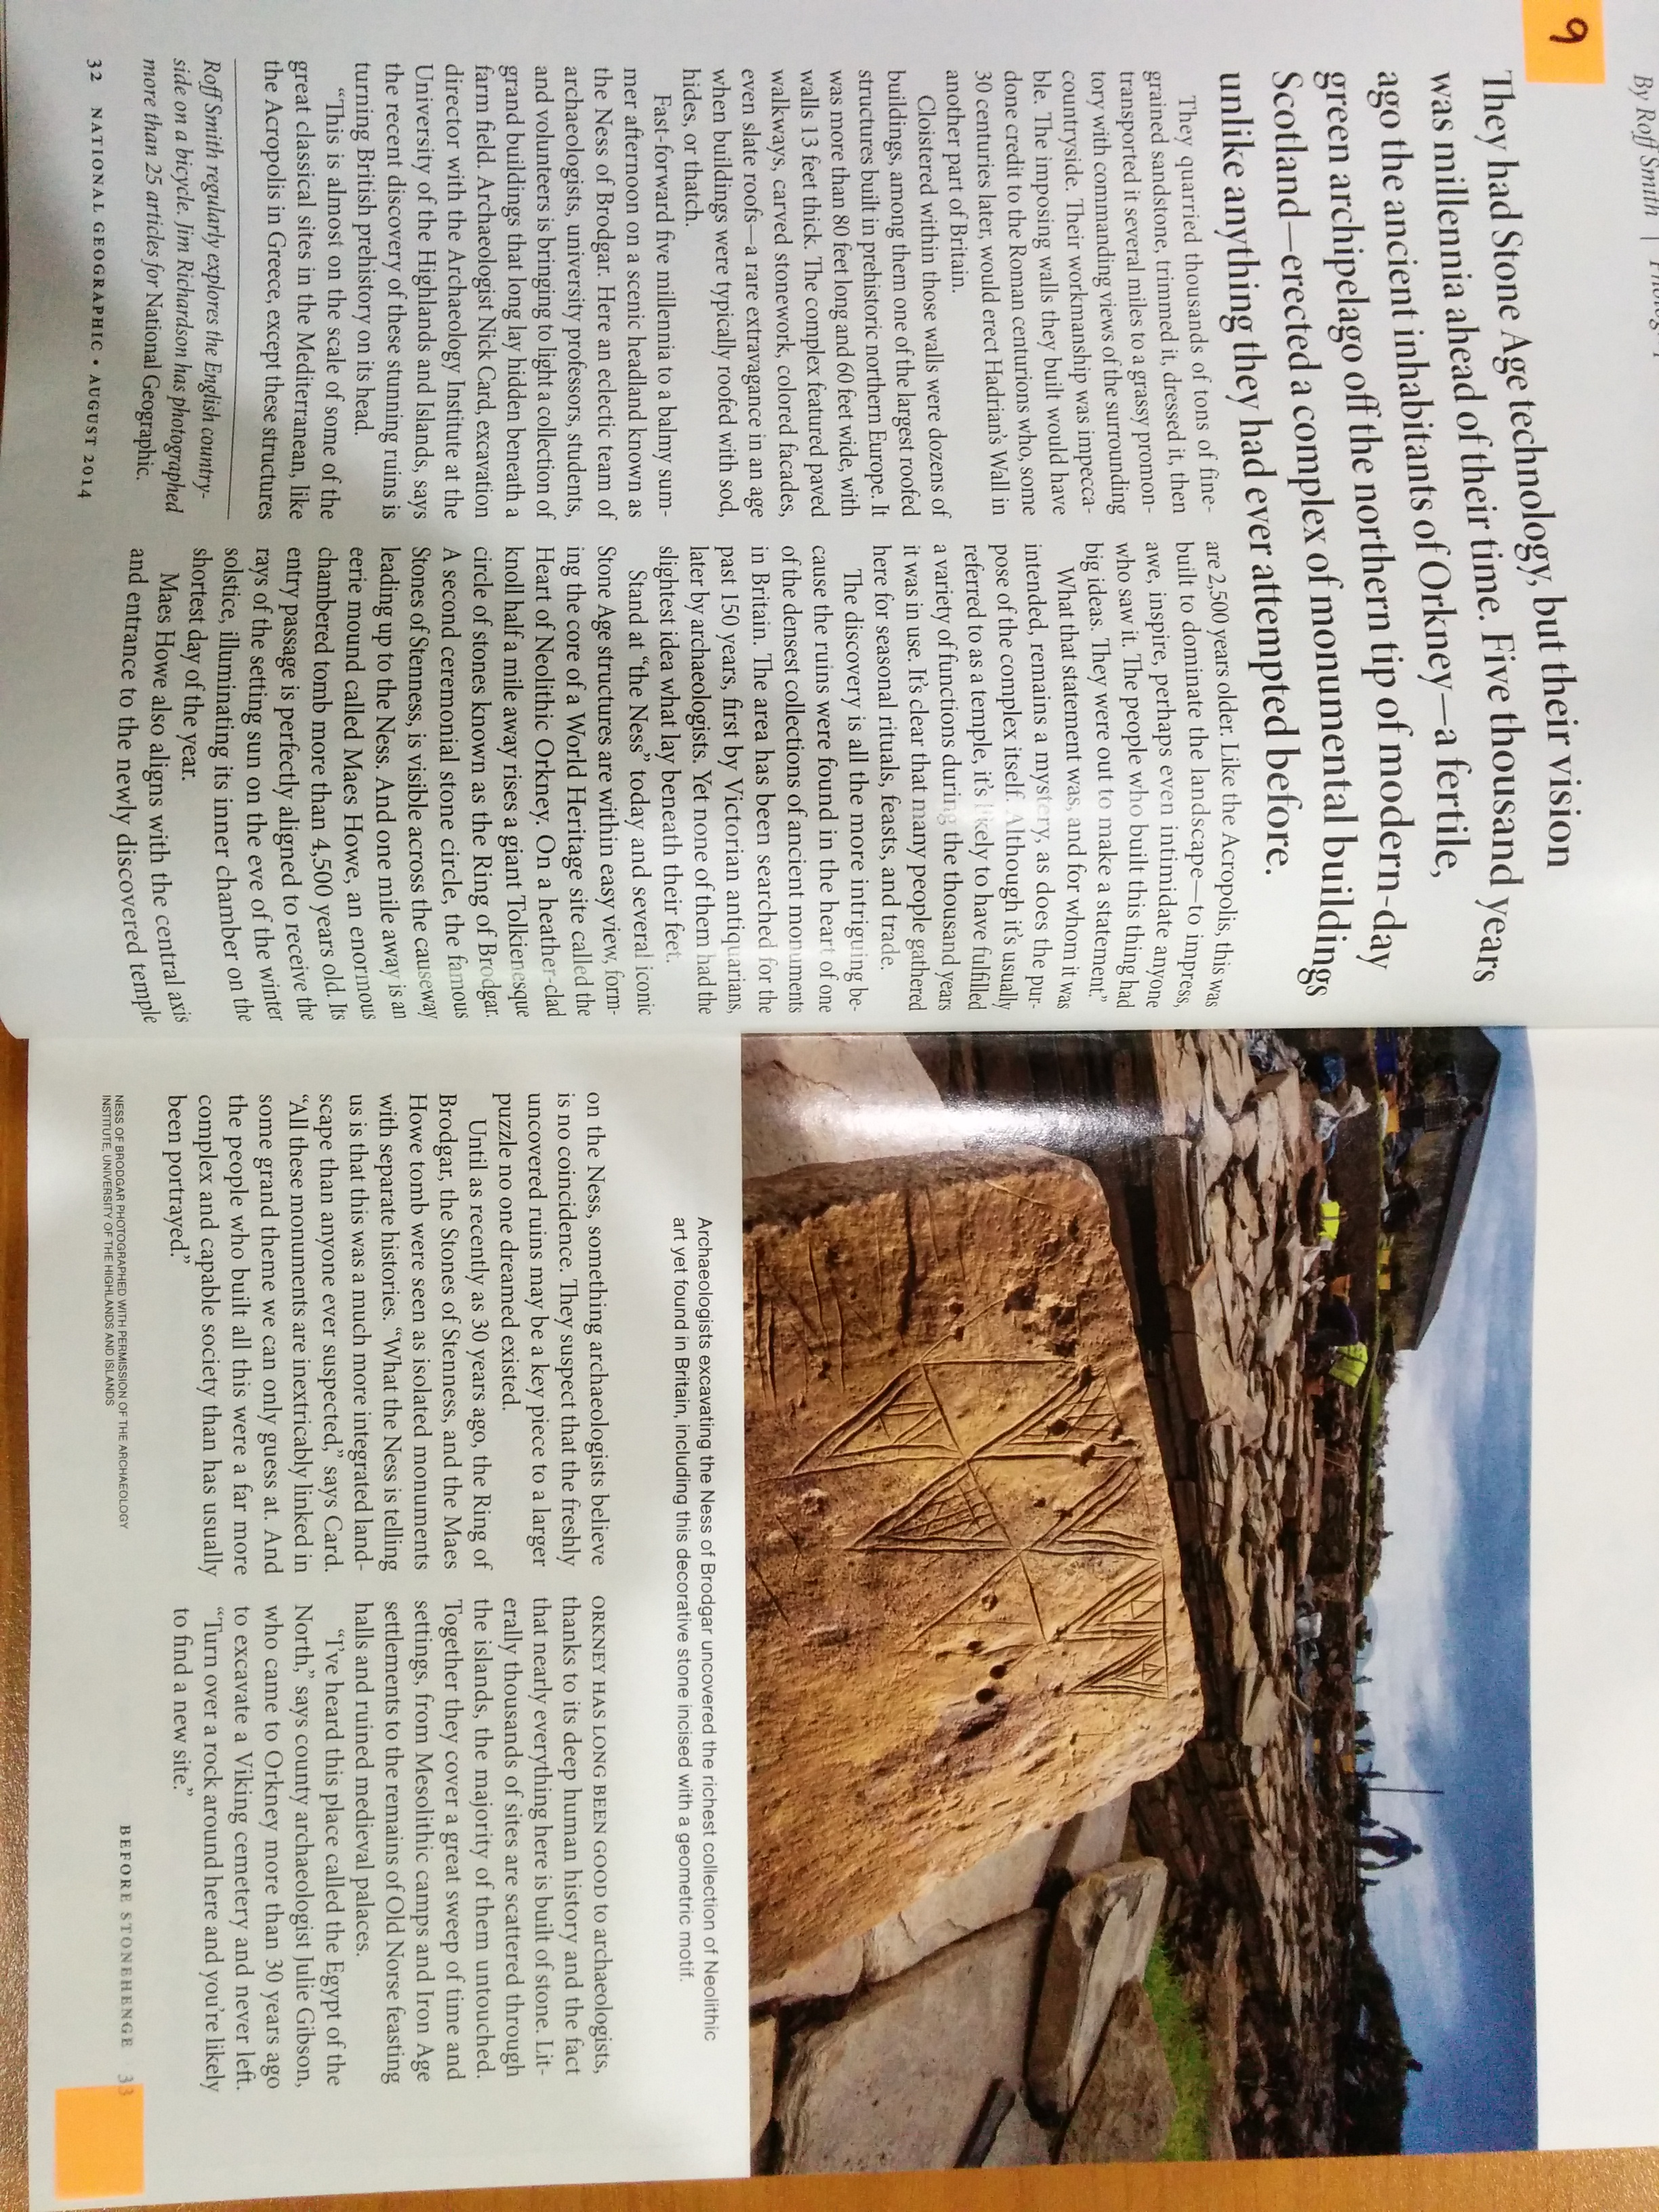 9
By Roff Smith |
They had Stone Age technology, but their vision
was millennia ahead of their time. Five thousand years
ago the ancient inhabitants of Orkney—a fertile,
green archipelago off the northern tip of modern-day
Scotland—erected a complex of monumental buildings
unlike anything they had ever attempted before.
They quarried thousands of tons of fine-
grained sandstone, trimmed it, dressed it, then
transported it several miles to a grassy promon-
tory with commanding views of the surrounding
countryside. Their workmanship was impecca-
ble. The imposing walls they built would have
done credit to the Roman centurions who, some
30 centuries later, would erect Hadrian's Wall in
another part of Britain.
Cloistered within those walls were dozens of
buildings, among them one of the largest roofed
structures built in prehistoric northern Europe. It
was more than 80 feet long and 60 feet wide, with
walls 13 feet thick. The complex featured paved
walkways, carved stonework, colored facades,
even slate roofs—a rare extravagance in an age
when buildings were typically roofed with sod,
hides, or thatch.
Fast-forward five millennia to a balmy sum-
mer afternoon on a scenic headland known as
the Ness of Brodgar. Here an eclectic team of
archaeologists, university professors, students,
and volunteers is bringing to light a collection of
grand buildings that long lay hidden beneath a
farm field. Archaeologist Nick Card, excavation
director with the Archaeology Institute at the
University of the Highlands and Islands, says
the recent discovery of these stunning ruins is
turning British prehistory on its head.
“This is almost on the scale of some of the
great classical sites in the Mediterranean, like
the Acropolis in Greece, except these structures
Roff Smith regularly explores the English country-
side on a bicycle. Jim Richardson has photographed
more than 25 articles for National Geographic.
32 NATIONAL GEOGRAPHIC • AUGUST 2014
are 2,500 years older. Like the Acropolis, this was
built to dominate the landscape—to impress,
awe, inspire, perhaps even intimidate anyone
who saw it. The people who built this thing had
big ideas. They were out to make a statement.”
What that statement was, and for whom it was
intended, remains a mystery, as does the pur-
pose of the complex itself. Although it's usually
referred to as a temple, it's likely to have fulfilled
a variety of functions during the thousand years
it was in use. It's clear that many people gathered
here for seasonal rituals, feasts, and trade.
The discovery is all the more intriguing be-
cause the ruins were found in the heart of one
of the densest collections of ancient monuments
in Britain. The area has been searched for the
past 150 years, first by Victorian antiquarians,
later by archaeologists. Yet none of them had the
slightest idea what lay beneath their feet.
Stand at “the Ness” today and several iconic
Stone Age structures are within easy view, form-
ing the core of a World Heritage site called the
Heart of Neolithic Orkney. On a heather-clad
knoll half a mile away rises a giant Tolkienesque
circle of stones known as the Ring of Brodgar.
A second ceremonial stone circle, the famous
Stones of Stenness, is visible across the causeway
leading up to the Ness. And one mile away is an
eerie mound called Maes Howe, an enormous
chambered tomb more than 4,500 years old. Its
entry passage is perfectly aligned to receive the
rays of the setting sun on the eve of the winter
solstice, illuminating its inner chamber on the
shortest day of the year.
Maes Howe also aligns with the central axis
and entrance to the newly discovered temple
Archaeologists excavating the Ness of Brodgar uncovered the richest collection of Neolithic
art yet found in Britain, including this decorative stone incised with a geometric motif.
on the Ness, something archaeologists believe
is no coincidence. They suspect that the freshly
uncovered ruins may be a key piece to a larger
puzzle no one dreamed existed.
Until as recently as 30 years ago, the Ring of
Brodgar, the Stones of Stenness, and the Maes
Howe tomb were seen as isolated monuments
with separate histories. “What the Ness is telling
us is that this was a much more integrated land-
scape than anyone ever suspected,” says Card.
“All these monuments are inextricably linked in
some grand theme we can only guess at. And
the people who built all this were a far more
complex and capable society than has usually
been portrayed.”
NESS OF BRODGAR PHOTOGRAPHED WITH PERMISSION OF THE ARCHAEOLOGY
INSTITUTE, UNIVERSITY OF THE HIGHLANDS AND ISLANDS
ORKNEY HAS LONG BEEN GOOD to archaeologists,
thanks to its deep human history and the fact
that nearly everything here is built of stone. Lit-
erally thousands of sites are scattered through
the islands, the majority of them untouched.
Together they cover a great sweep of time and
settings, from Mesolithic camps and Iron Age
settlements to the remains of Old Norse feasting
halls and ruined medieval palaces.
“I've heard this place called the Egypt of the
North,” says county archaeologist Julie Gibson,
who came to Orkney more than 30 years ago
to excavate a Viking cemetery and never left.
“Turn over a rock around here and you're likely
to find a new site.”
BEFORE STONEHENGE 33